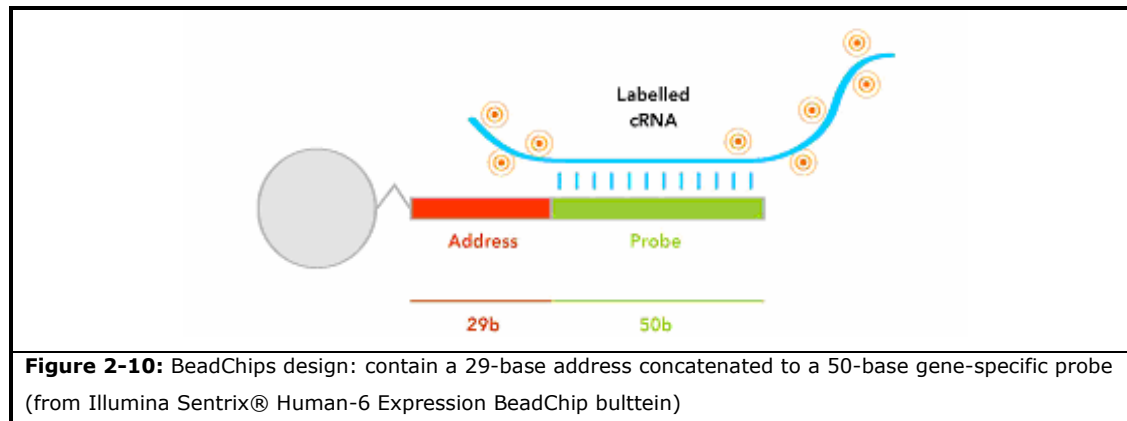 Labelled
cRNA
Address
Probe
29b
50b
Figure 2-10: BeadChips design: contain a 29-base address concatenated to a 50-base gene-specific probe
(from Illumina Sentrix® Human-6 Expression BeadChip bulttein)